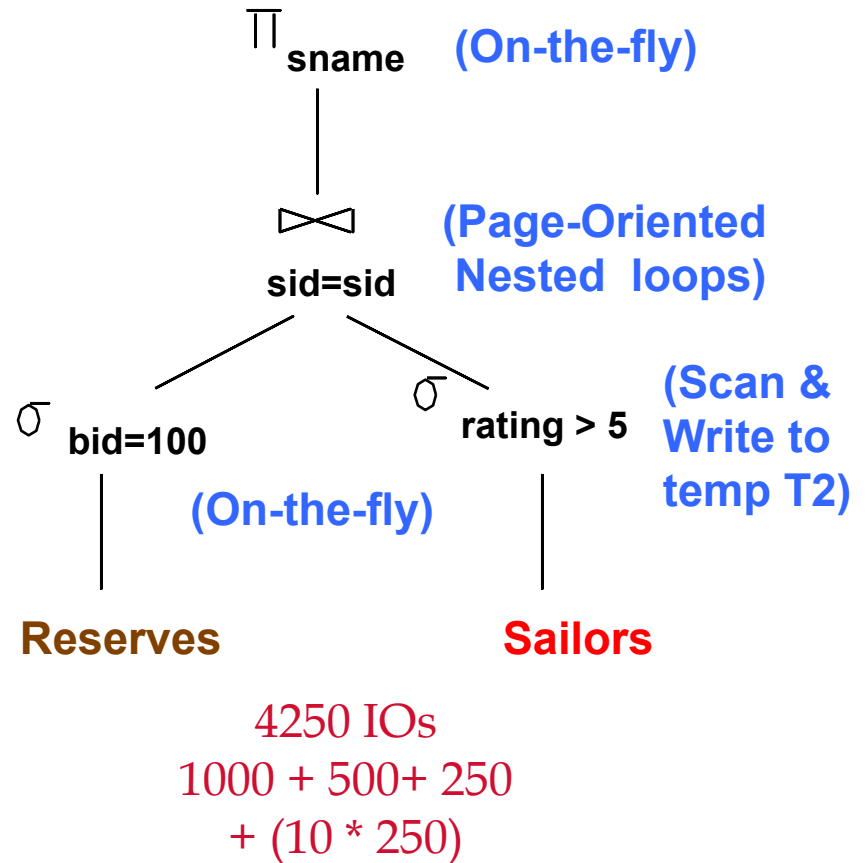 π sname (On-the-fly)
⋈ (Page-Oriented
sid=sid Nested loops)
σ bid=100
σ rating > 5
(Scan &
Write to
temp T2)
(On-the-fly)
Reserves
Sailors
4250 IOs
1000 + 500+ 250
+ (10 * 250)